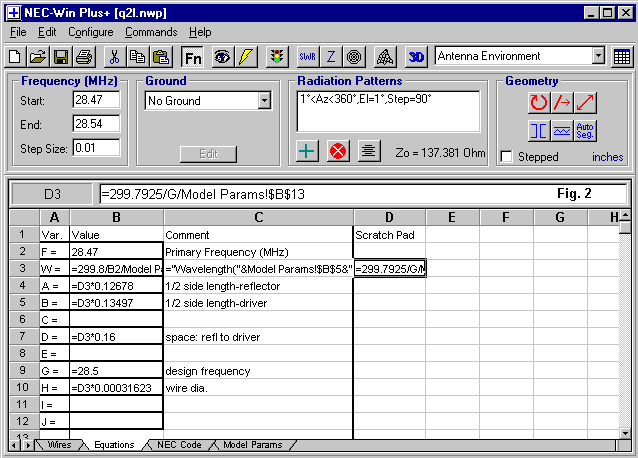 NEC-Win Plus+ [q2l.nwp]
File Edit Configure Commands Help
Fn SWR Z 3D Antenna Environment
Frequency (MHz) Ground Radiation Patterns Geometry
Start: 28.47 No Ground 1°<Az<360°,El=1°,Step=90°
End: 28.54
Step Size: 0.01 Edit Zo = 137.381 Ohm Auto Seg. Stepped inches
D3 =299.7925/G/Model Params!$B$13 Fig. 2
A B C D E F G H
1 Var. Value Comment Scratch Pad
2 F = 28.47 Primary Frequency (MHz)
3 W = =299.8/B2/Model Pa ="Wavelength("&Model Params!$B$5&" =299.7925/G/M
4 A = =D3*0.12678 1/2 side length-reflector
5 B = =D3*0.13497 1/2 side length-driver
6 C =
7 D = =D3*0.16 space: refl to driver
8 E =
9 G = =28.5 design frequency
10 H = =D3*0.00031623 wire dia.
11 I =
12 J =
13
Wires Equations NEC Code Model Params